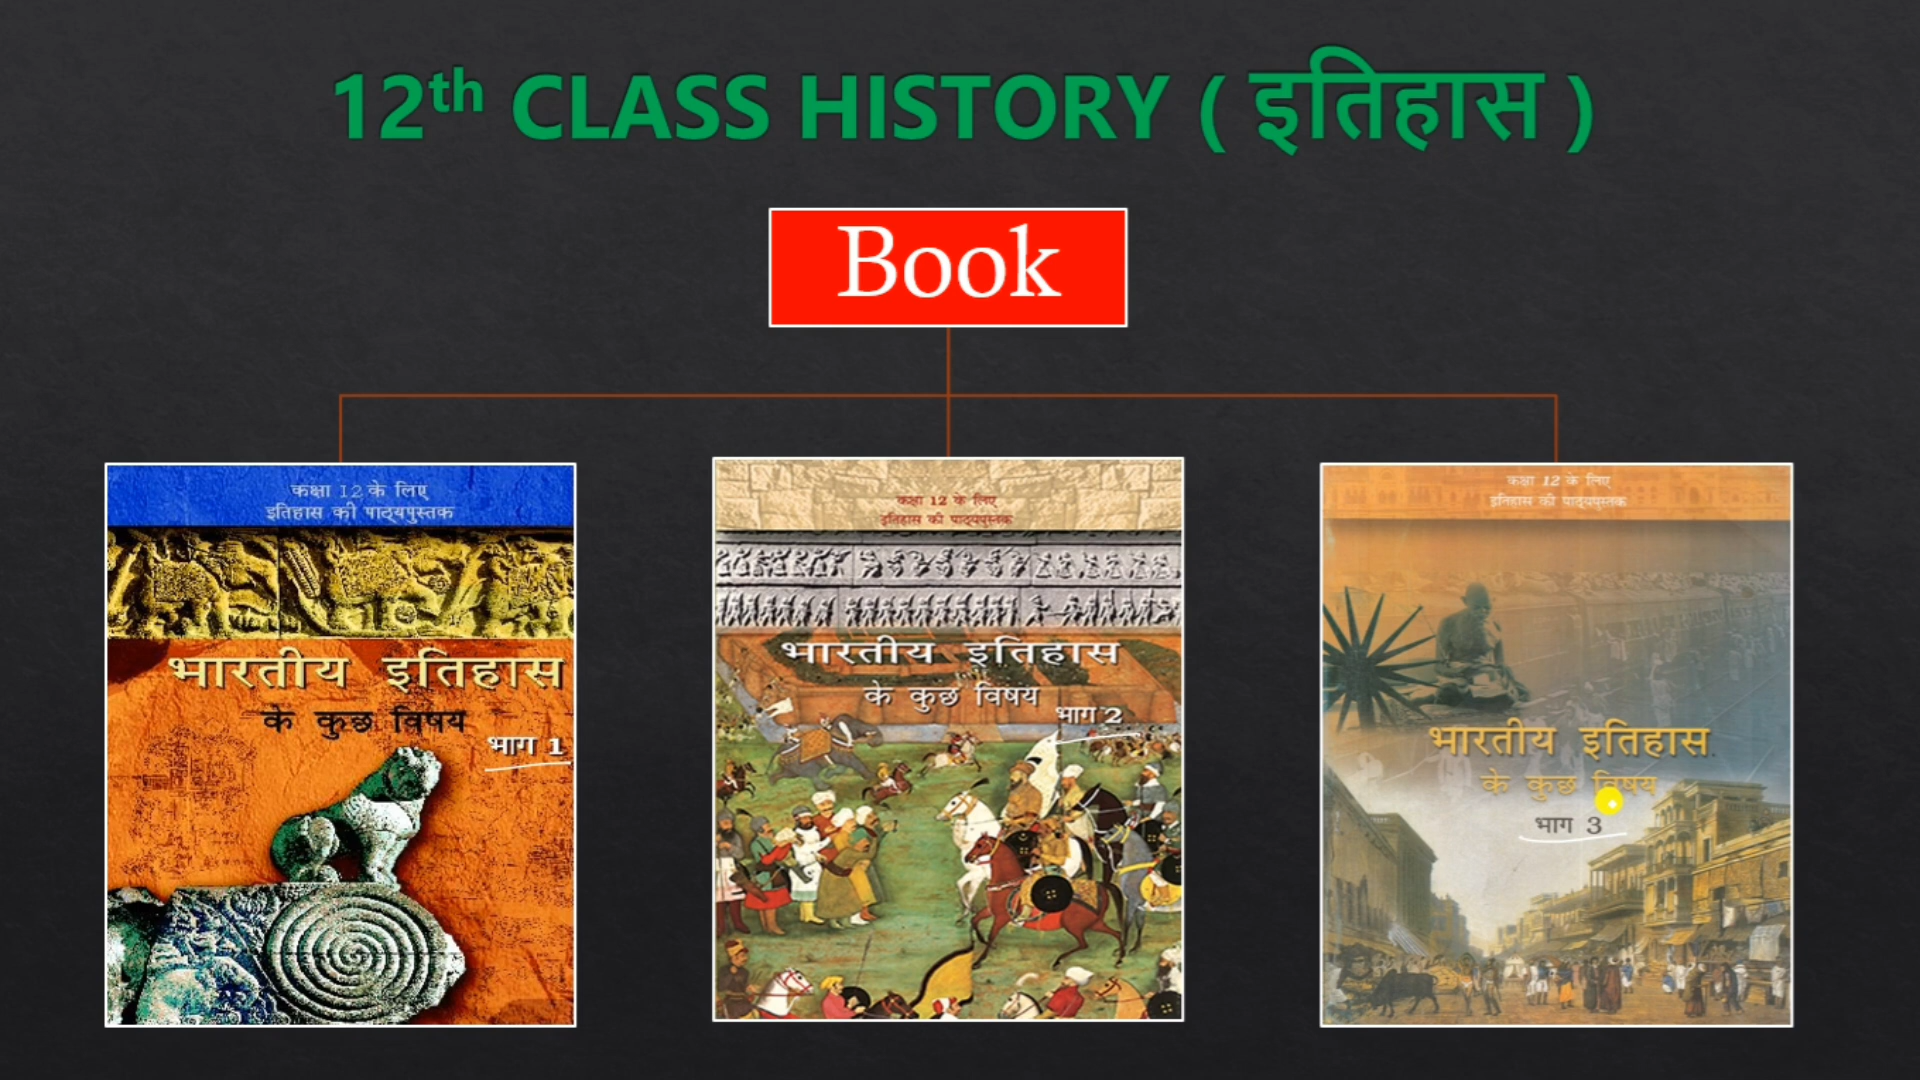 12th CLASS HISTORY ( इतिहास )
Book
कक्षा 12 के लिए
इतिहास की पाठ्यपुस्तक
भारतीय इतिहास
के कुछ विषय
भाग 1
कक्षा 12 के लिए
इतिहास की पाठ्यपुस्तक
भारतीय इतिहास
के कुछ विषय
भाग 2
कक्षा 12 के लिए
इतिहास की पाठ्यपुस्तक
भारतीय इतिहास
के कुछ विषय
भाग 3